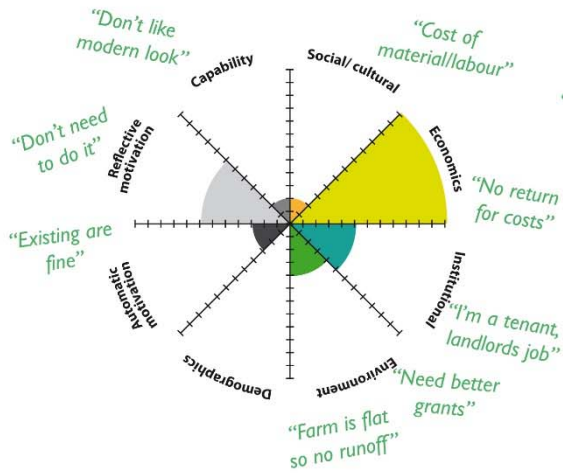 “Don’t like
modern look”
Capability
Social/ cultural
“Cost of
material/labour”
“Don’t need
to do it”
Reflective
motivation
Economics
“No return
for costs”
“Existing are
fine”
Automatic
motivation
Institutional
“I’m a tenant,
landlords job”
Demographics
Environment
“Need better
grants”
“Farm is flat
so no runoff”